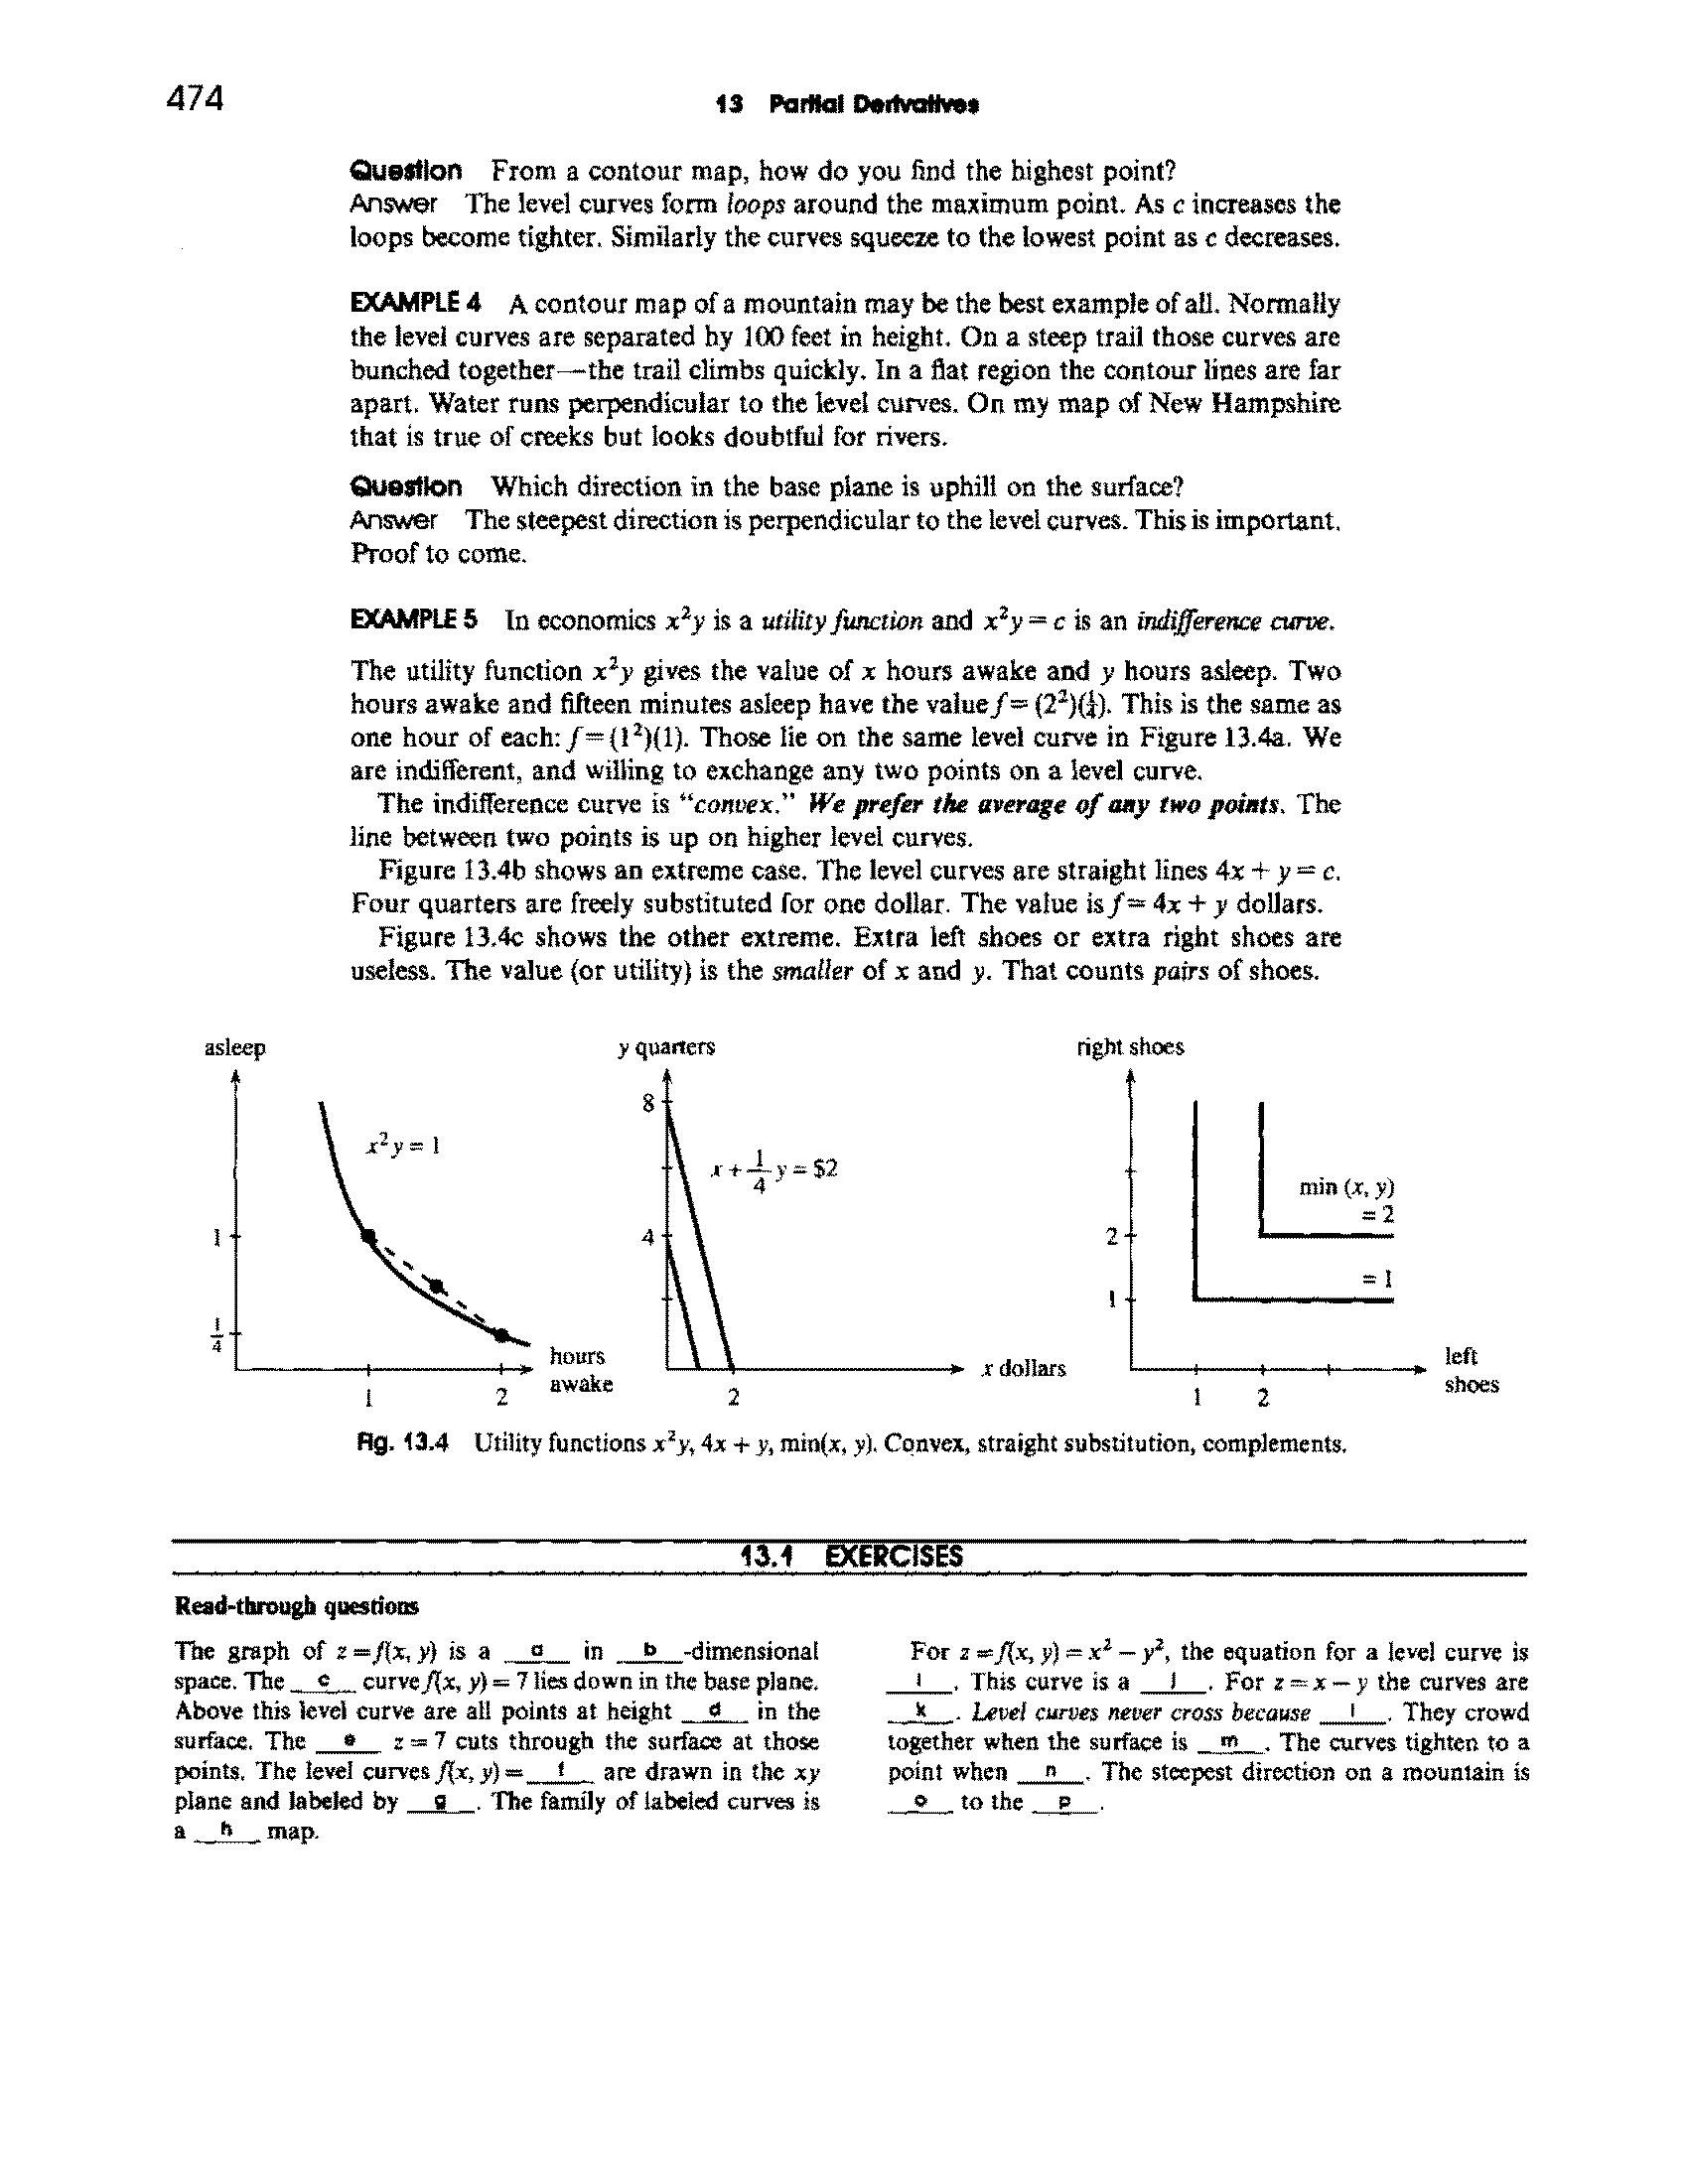 474
13 Partial Derivatives
Question From a contour map, how do you find the highest point?
Answer The level curves form loops around the maximum point. As c increases the
loops become tighter. Similarly the curves squeeze to the lowest point as c decreases.
EXAMPLE 4 A contour map of a mountain may be the best example of all. Normally
the level curves are separated by 100 feet in height. On a steep trail those curves are
bunched together—the trail climbs quickly. In a flat region the contour lines are far
apart. Water runs perpendicular to the level curves. On my map of New Hampshire
that is true of creeks but looks doubtful for rivers.
Question Which direction in the base plane is uphill on the surface?
Answer The steepest direction is perpendicular to the level curves. This is important.
Proof to come.
EXAMPLE 5 In economics x²y is a utility function and x²y = c is an indifference curve.
The utility function x²y gives the value of x hours awake and y hours asleep. Two
hours awake and fifteen minutes asleep have the value f = (2²)(¼). This is the same as
one hour of each: f = (1²)(1). Those lie on the same level curve in Figure 13.4a. We
are indifferent, and willing to exchange any two points on a level curve.
The indifference curve is “convex.” We prefer the average of any two points. The
line between two points is up on higher level curves.
Figure 13.4b shows an extreme case. The level curves are straight lines 4x + y = c.
Four quarters are freely substituted for one dollar. The value is f = 4x + y dollars.
Figure 13.4c shows the other extreme. Extra left shoes or extra right shoes are
useless. The value (or utility) is the smaller of x and y. That counts pairs of shoes.
asleep
x²y = 1
1
1/4
1
2
hours
awake
y quarters
8
x + 1/4 y = $2
4
2
x dollars
right shoes
min (x, y)
= 2
2
= 1
1
1
2
left
shoes
Fig. 13.4 Utility functions x²y, 4x + y, min(x, y). Convex, straight substitution, complements.
13.1 EXERCISES
Read-through questions
The graph of z = f(x, y) is a __a__ in __b__-dimensional
space. The __c__ curve f(x, y) = 7 lies down in the base plane.
Above this level curve are all points at height __d__ in the
surface. The __e__ z = 7 cuts through the surface at those
points. The level curves f(x, y) = __f__ are drawn in the xy
plane and labeled by __g__. The family of labeled curves is
a __h__ map.
For z = f(x, y) = x² − y², the equation for a level curve is
__i__. This curve is a __j__. For z = x − y the curves are
__k__. Level curves never cross because __l__. They crowd
together when the surface is __m__. The curves tighten to a
point when __n__. The steepest direction on a mountain is
__o__ to the __p__.